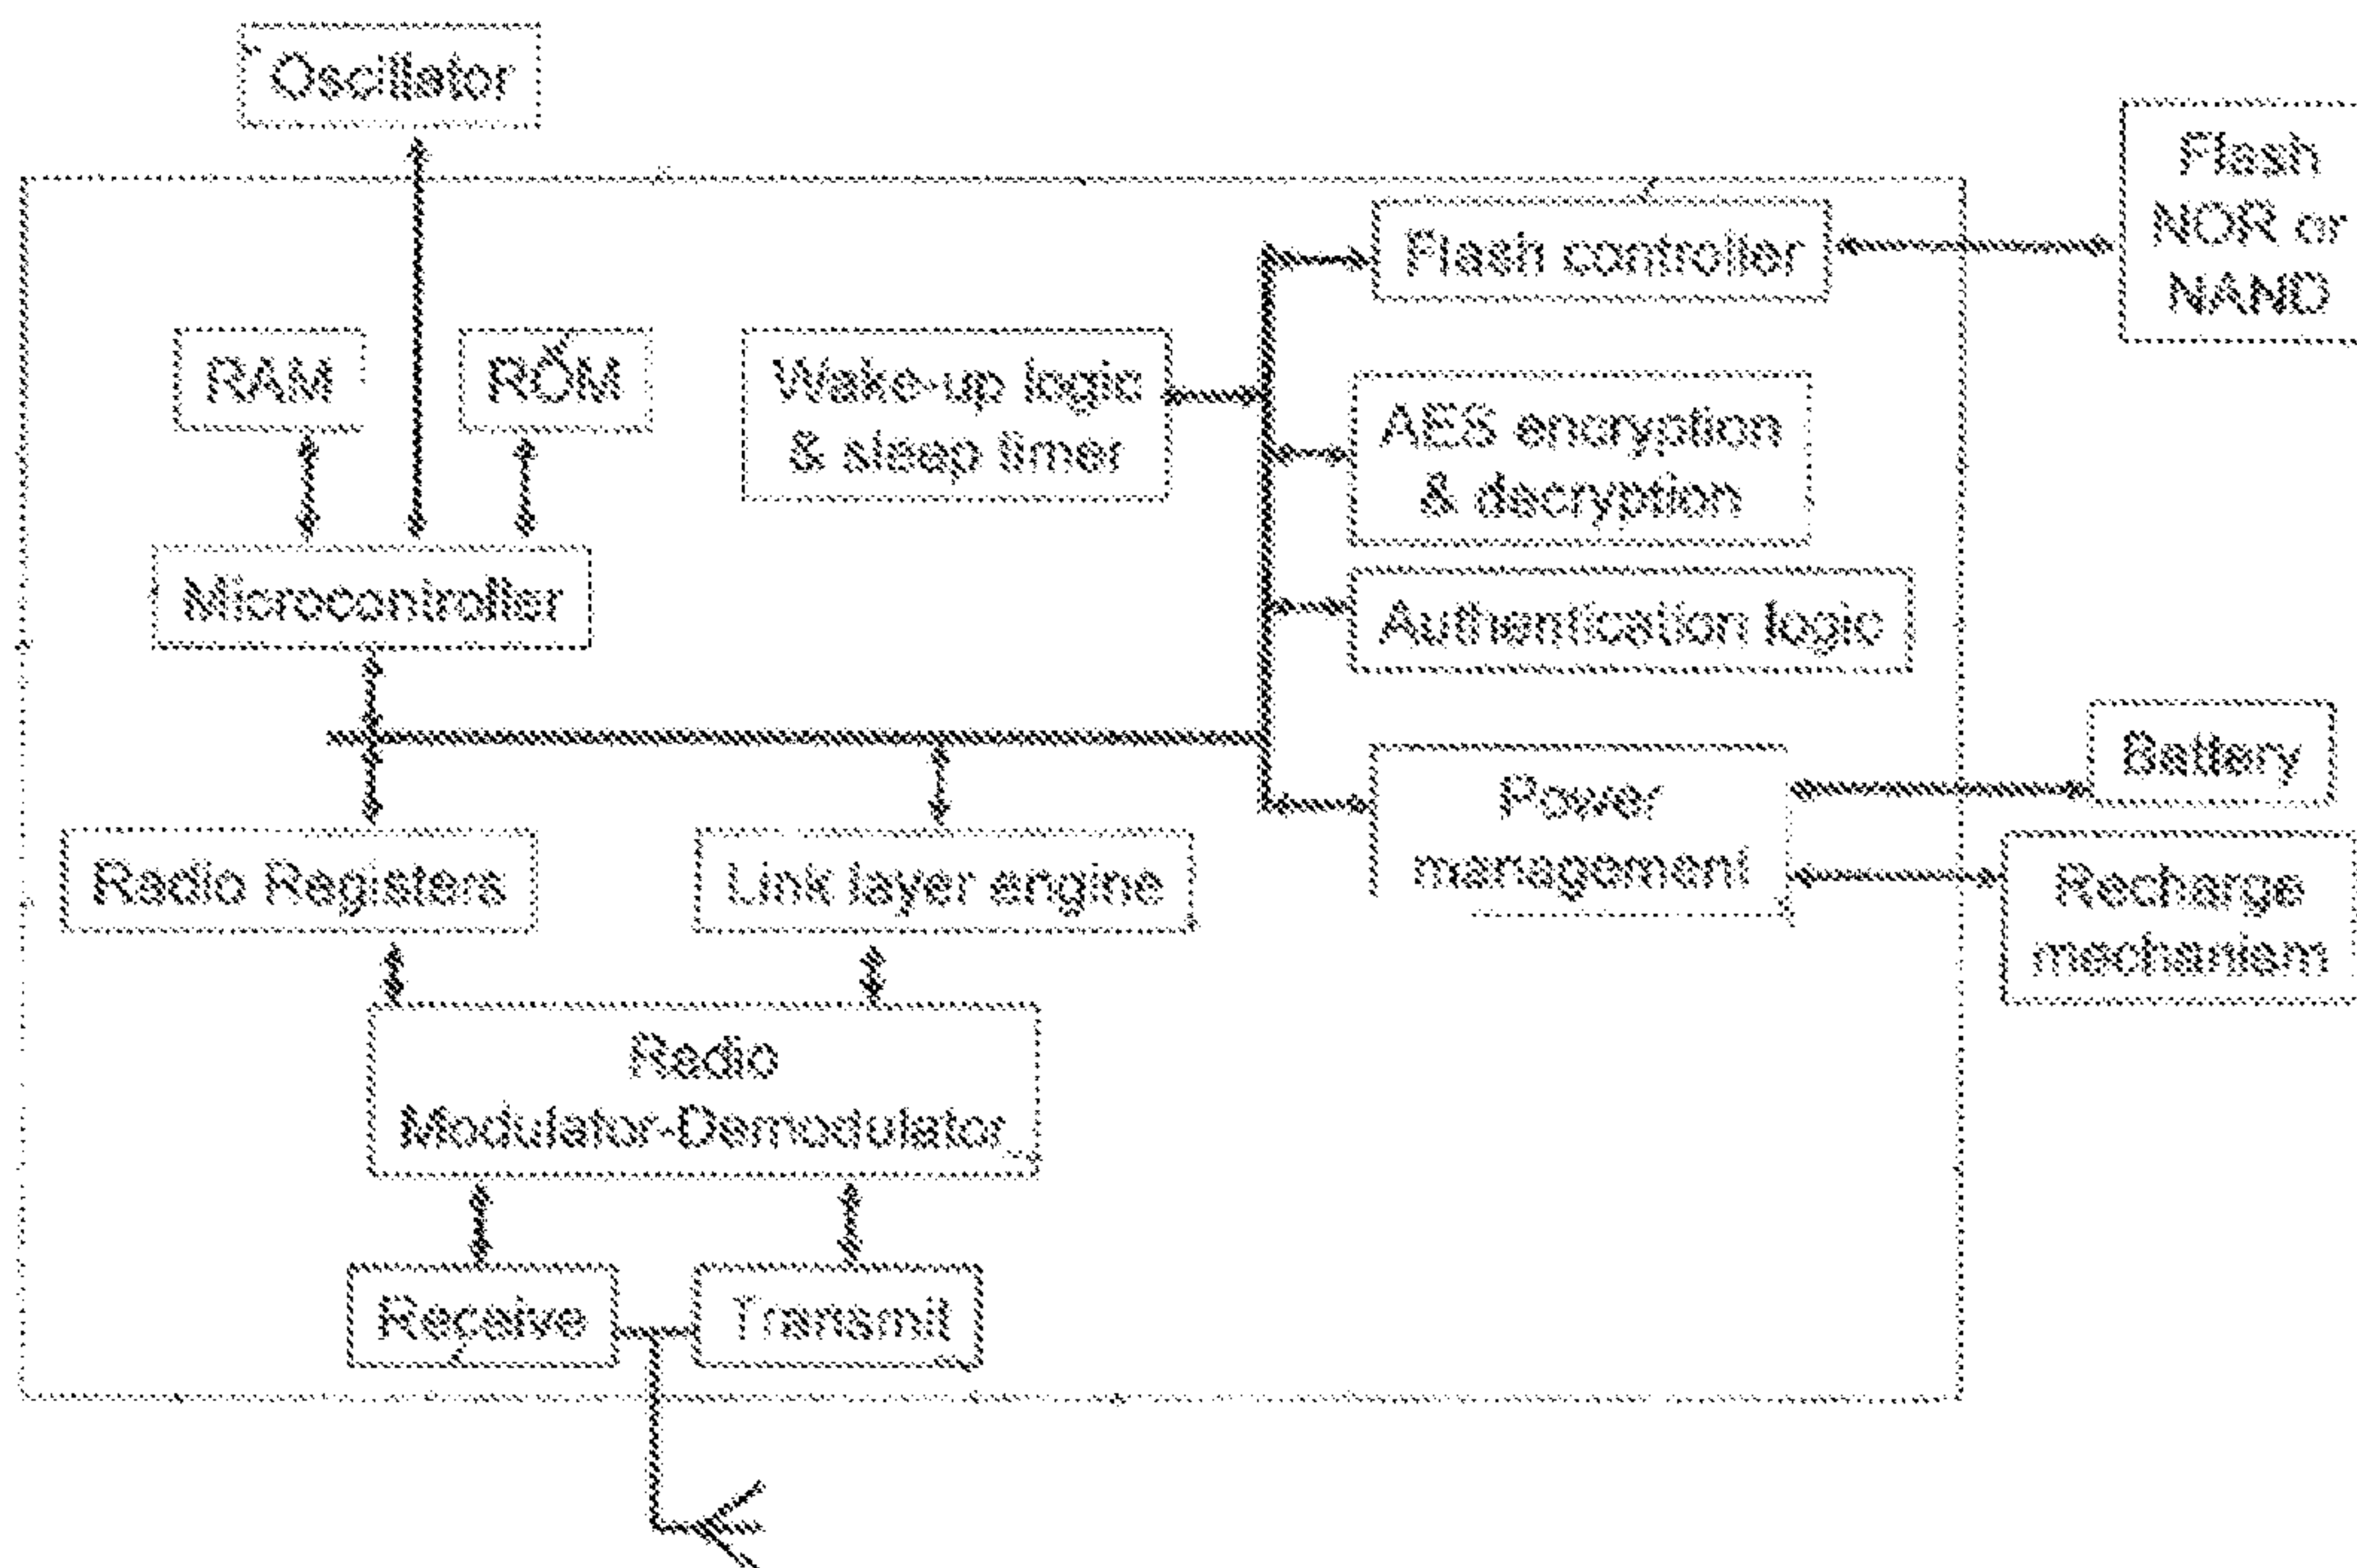 Oscillator
Flash
NOR or
NAND
Flash controller
RAM
ROM
Wake-up logic
& sleep timer
AES encryption
& decryption
Microcontroller
Authentication logic
Battery
Power
management
Radio Registers
Link layer engine
Recharge
mechanism
Radio
Modulator-Demodulator
Receive
Transmit